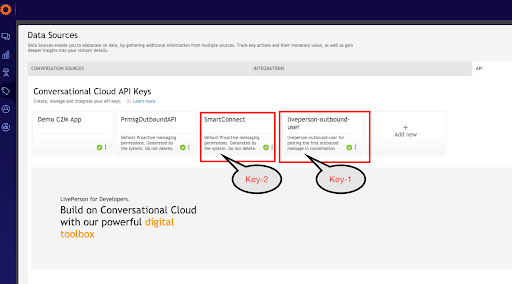 Data Sources
Data Sources enable you to elaborate on data, by gathering additional information from multiple sources. Track key actions and their monetary value, as well as gain
deeper insights into your visitors' details.
CONVERSATION SOURCES
INTEGRATIONS
API
Conversational Cloud API Keys
Create, manage and integrate your API keys. Learn more
Demo C2M App
PrmsgOutboundAPI
Default Proactive messaging
permissions. Generated by
the system. Do not delete.
SmartConnect
Default Proactive messaging
permissions. Generated by
the system. Do not delete.
liveperson-outbound-
user
liveperson-outbound-user for
posting the first outbound
message in conversation
+
Add new
Key-2
Key-1
LivePerson for Developers.
Build on Conversational Cloud
with our powerful digital
toolbox